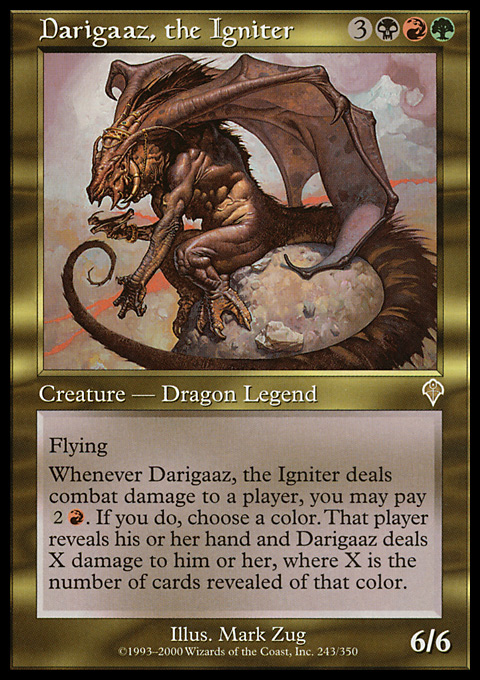 Darigaaz, the Igniter 3
Creature — Dragon Legend
Flying
Whenever Darigaaz, the Igniter deals
combat damage to a player, you may pay
2 . If you do, choose a color. That player
reveals his or her hand and Darigaaz deals
X damage to him or her, where X is the
number of cards revealed of that color.
Illus. Mark Zug
©1993–2000 Wizards of the Coast, Inc. 243/350
6/6